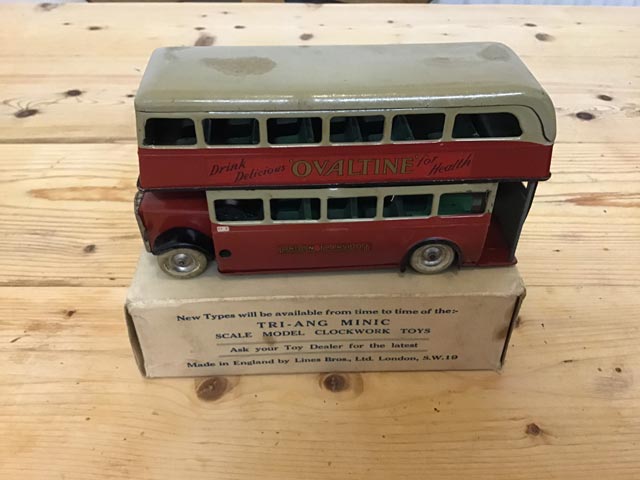 Drink
Delicious OVALTINE for
Health
LONDON TRANSPORT
New Types will be available from time to time of the:-
TRI-ANG MINIC
SCALE MODEL CLOCKWORK TOYS
Ask your Toy Dealer for the latest
Made in England by Lines Bros., Ltd. London, S.W.19